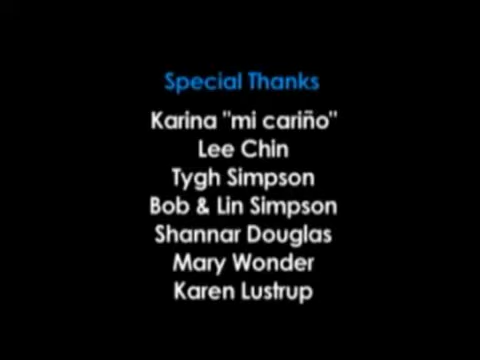 Special Thanks
Karina "mi cariño"
Lee Chin
Tygh Simpson
Bob & Lin Simpson
Shannar Douglas
Mary Wonder
Karen Lustrup